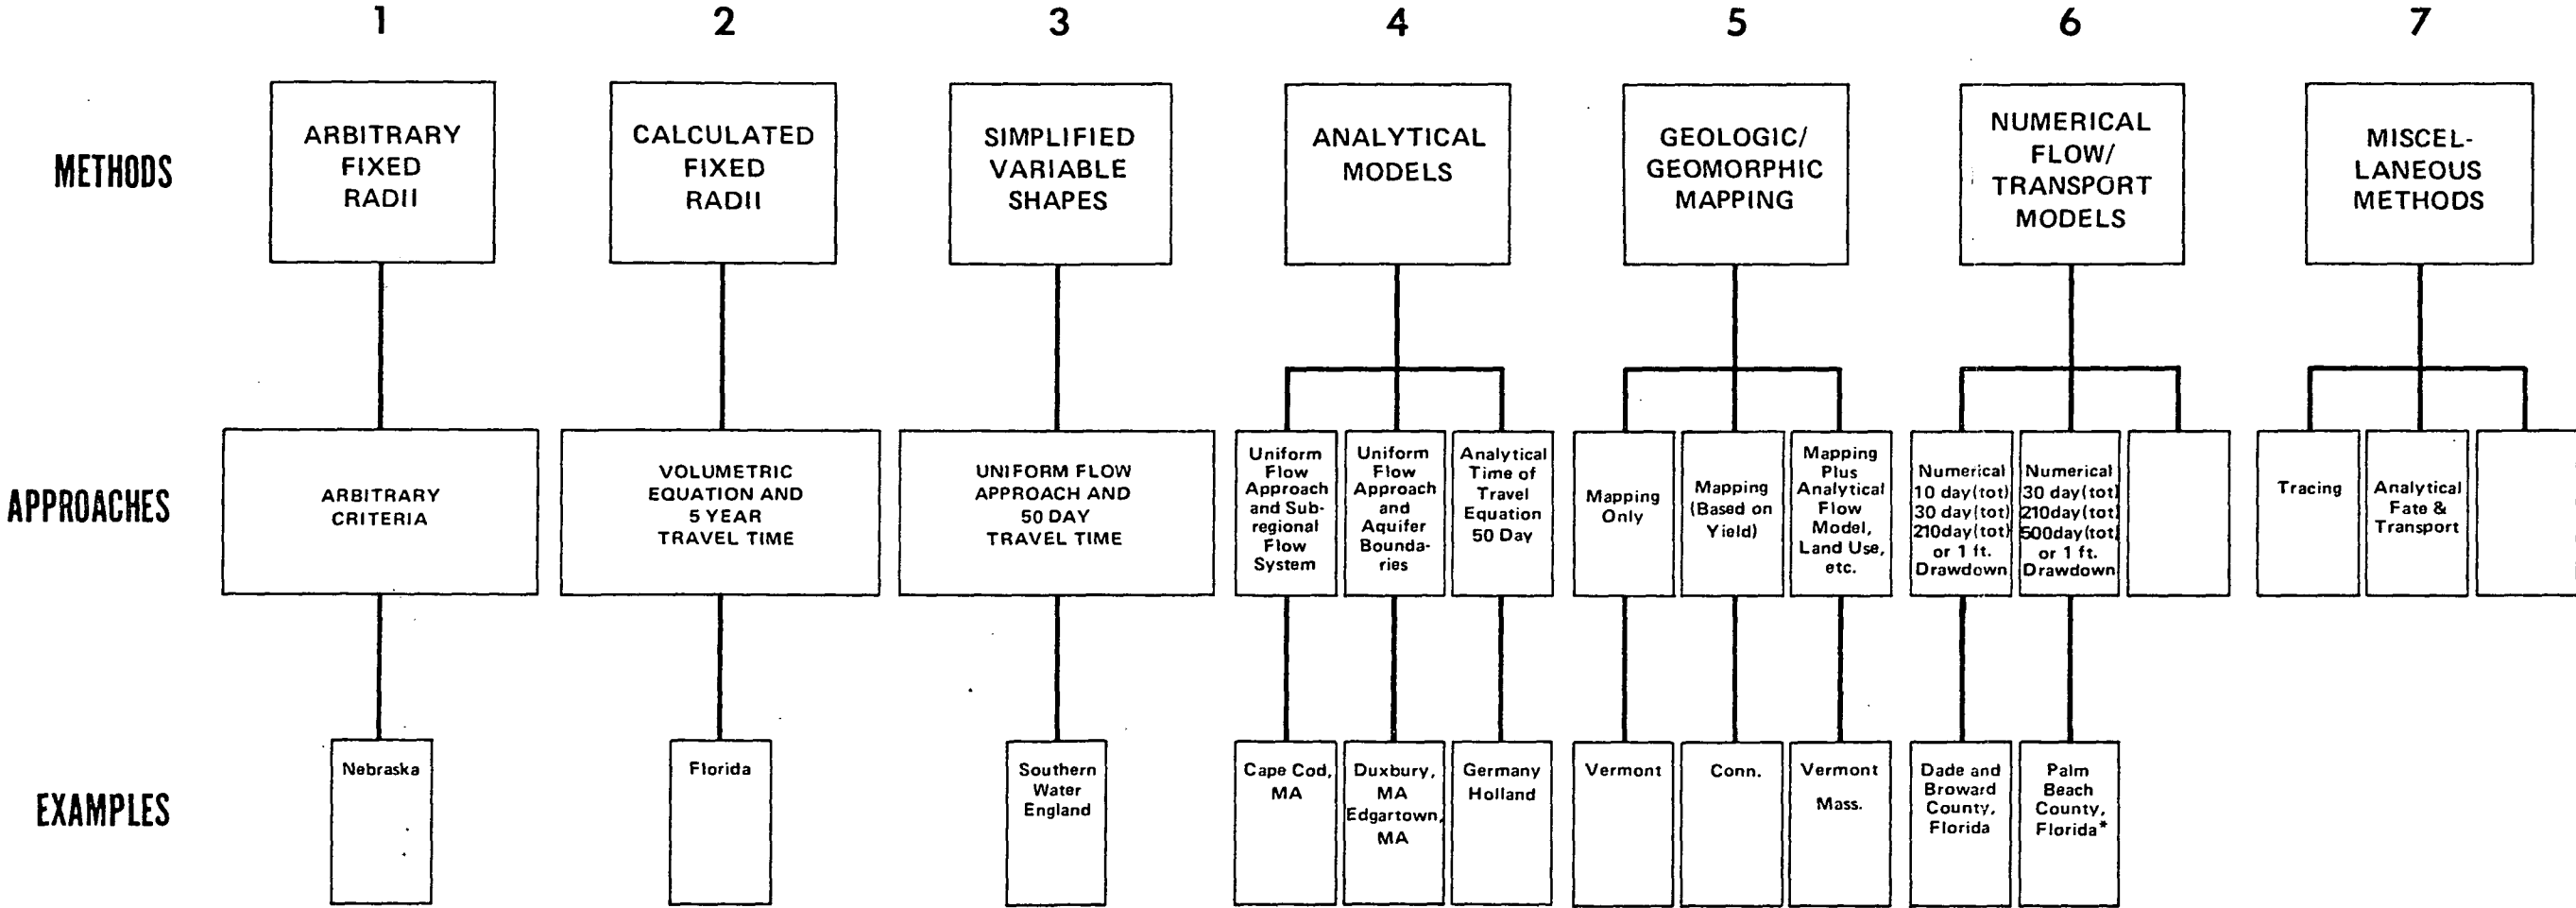 1
2
3
4
5
6
7
METHODS
ARBITRARY
FIXED
RADII
CALCULATED
FIXED
RADII
SIMPLIFIED
VARIABLE
SHAPES
ANALYTICAL
MODELS
GEOLOGIC/
GEOMORPHIC
MAPPING
NUMERICAL
FLOW/
TRANSPORT
MODELS
MISCEL-
LANEOUS
METHODS
APPROACHES
ARBITRARY
CRITERIA
VOLUMETRIC
EQUATION AND
5 YEAR
TRAVEL TIME
UNIFORM FLOW
APPROACH AND
50 DAY
TRAVEL TIME
Uniform
Flow
Approach
and Sub-
regional
Flow
System
Uniform
Flow
Approach
and
Aquifer
Bounda-
ries
Analytical
Time of
Travel
Equation
50 Day
Mapping
Only
Mapping
(Based on
Yield)
Mapping
Plus
Analytical
Flow
Model,
Land Use,
etc.
Numerical
10 day(tot)
30 day(tot)
210day(tot)
or 1 ft.
Drawdown
Numerical
30 day(tot)
210day(tot)
500day(tot)
or 1 ft.
Drawdown
Tracing
Analytical
Fate &
Transport
EXAMPLES
Nebraska
Florida
Southern
Water
England
Cape Cod,
MA
Duxbury,
MA
Edgartown,
MA
Germany
Holland
Vermont
Conn.
Vermont
Mass.
Dade and
Broward
County,
Florida
Palm
Beach
County,
Florida*